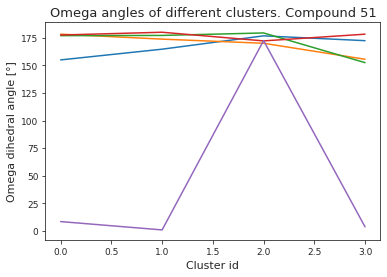 Omega angles of different clusters. Compound 51
Omega dihedral angle [°]
175
150
125
100
75
50
25
0
0.0 0.5 1.0 1.5 2.0 2.5 3.0
Cluster id